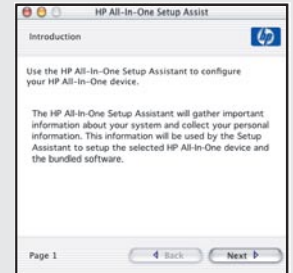 HP All-In-One Setup Assist
Introduction
hp
Use the HP All-In-One Setup Assistant to configure
your HP All-In-One device.
The HP All-In-One Setup Assistant will gather important
information about your system and collect your personal
information. This information will be used by the Setup
Assistant to setup the selected HP All-In-One device and
the bundled software.
Page 1
Back
Next